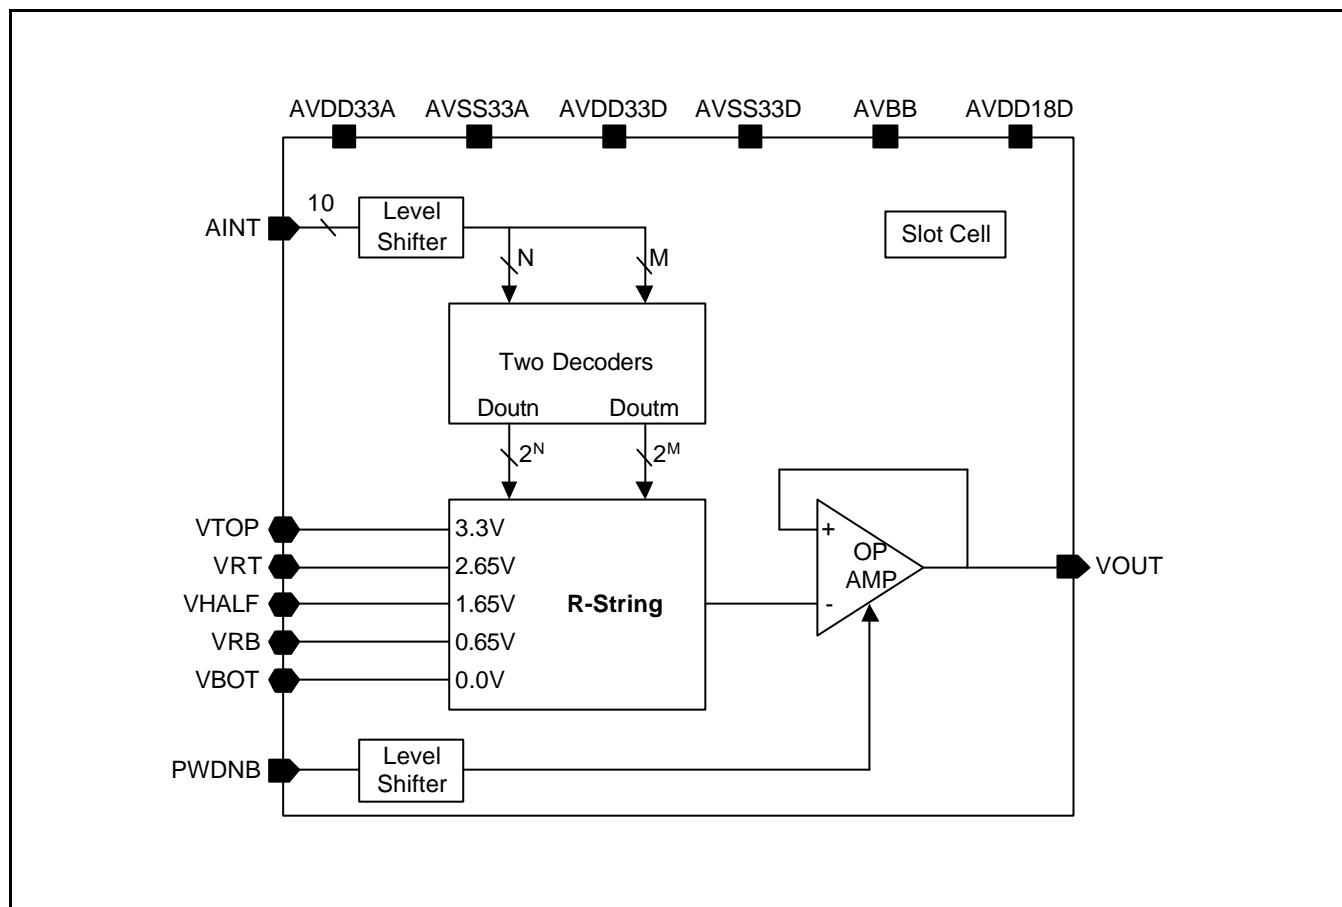 AVDD33A AVSS33A AVDD33D AVSS33D AVBB AVDD18D
AINT
10
Level
Shifter
Slot Cell
N
M
Two Decoders
Doutn
Doutm
2ᴺ
2ᴹ
VTOP
3.3V
VRT
2.65V
VHALF
1.65V
VRB
0.65V
VBOT
0.0V
R-String
+
OP
AMP
-
VOUT
PWDNB
Level
Shifter